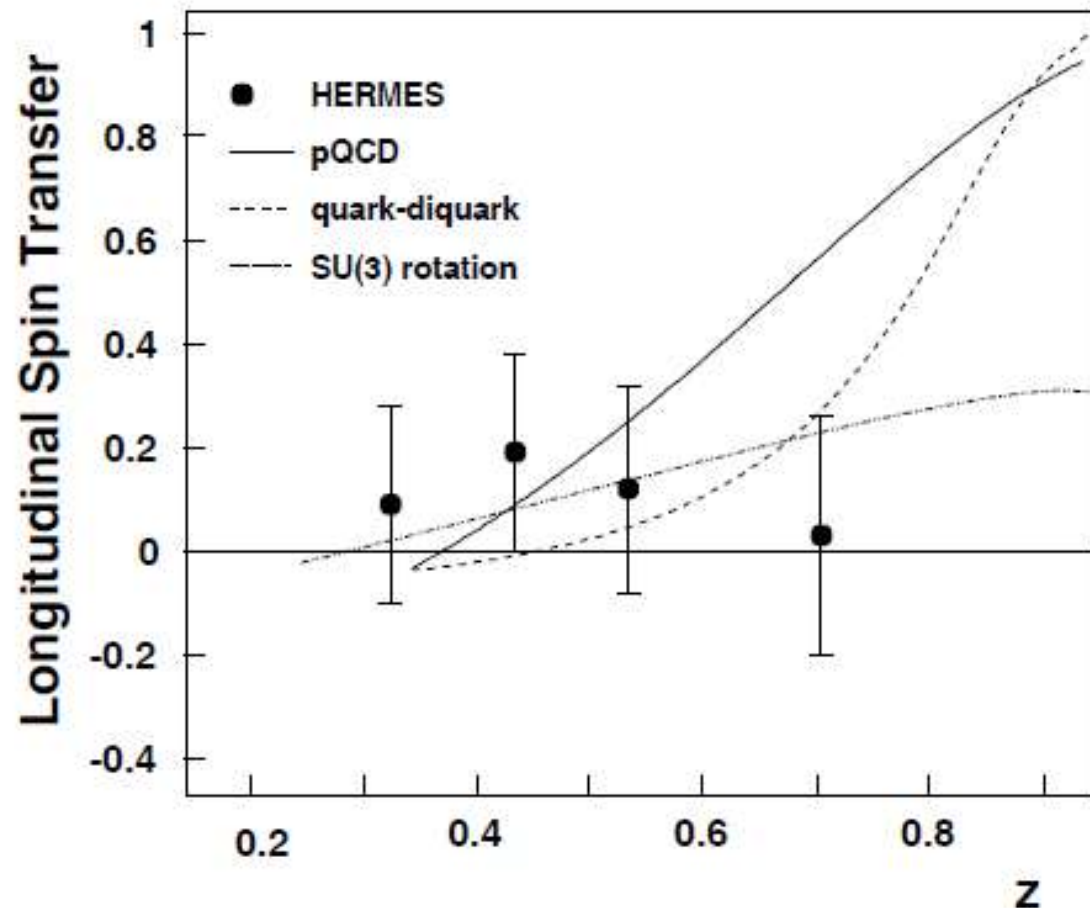 Longitudinal Spin Transfer
1
0.8
0.6
0.4
0.2
0
-0.2
-0.4
HERMES
pQCD
quark-diquark
SU(3) rotation
0.2 0.4 0.6 0.8
z